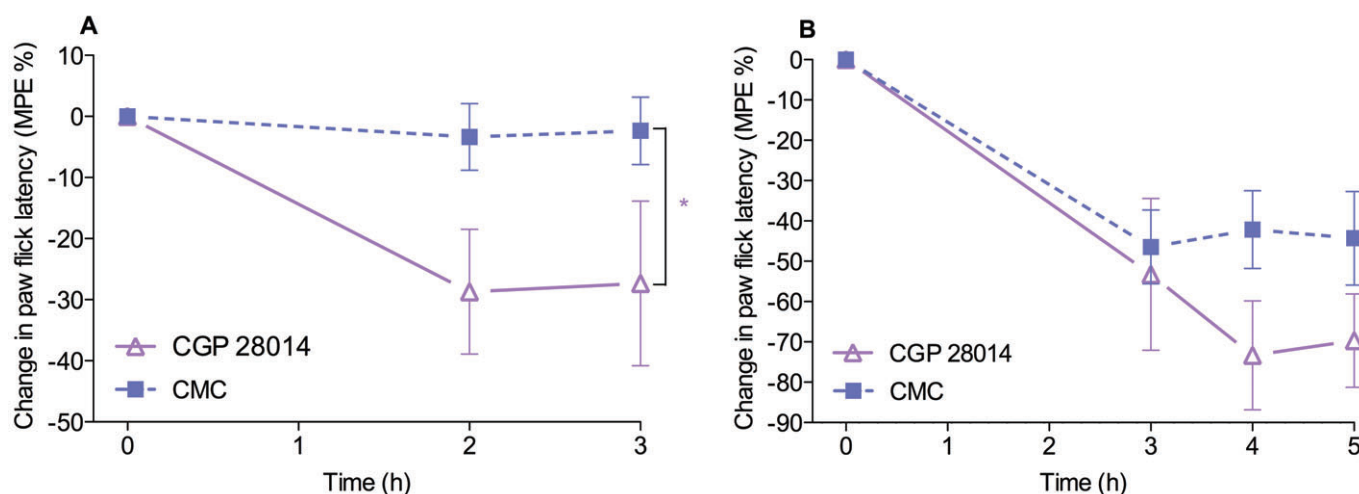 A
Change in paw flick latency (MPE %)
10
0
-10
-20
-30
-40
-50
*
CGP 28014
CMC
0 1 2 3
Time (h)
B
Change in paw flick latency (MPE %)
0
-10
-20
-30
-40
-50
-60
-70
-80
-90
CGP 28014
CMC
0 1 2 3 4 5
Time (h)